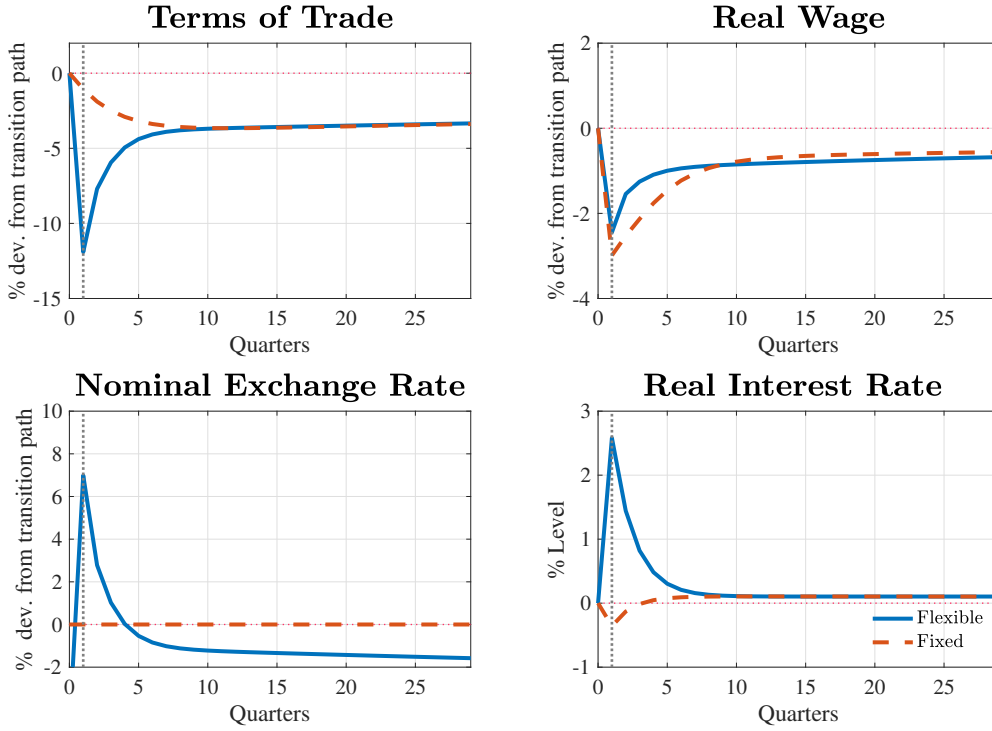 Terms of Trade
% dev. from transition path
0
-5
-10
-15
0 5 10 15 20 25
Quarters
Real Wage
% dev. from transition path
2
0
-2
-4
0 5 10 15 20 25
Quarters
Nominal Exchange Rate
% dev. from transition path
10
8
6
4
2
0
-2
0 5 10 15 20 25
Quarters
Real Interest Rate
% Level
3
2
1
0
-1
0 5 10 15 20 25
Quarters
Flexible
Fixed